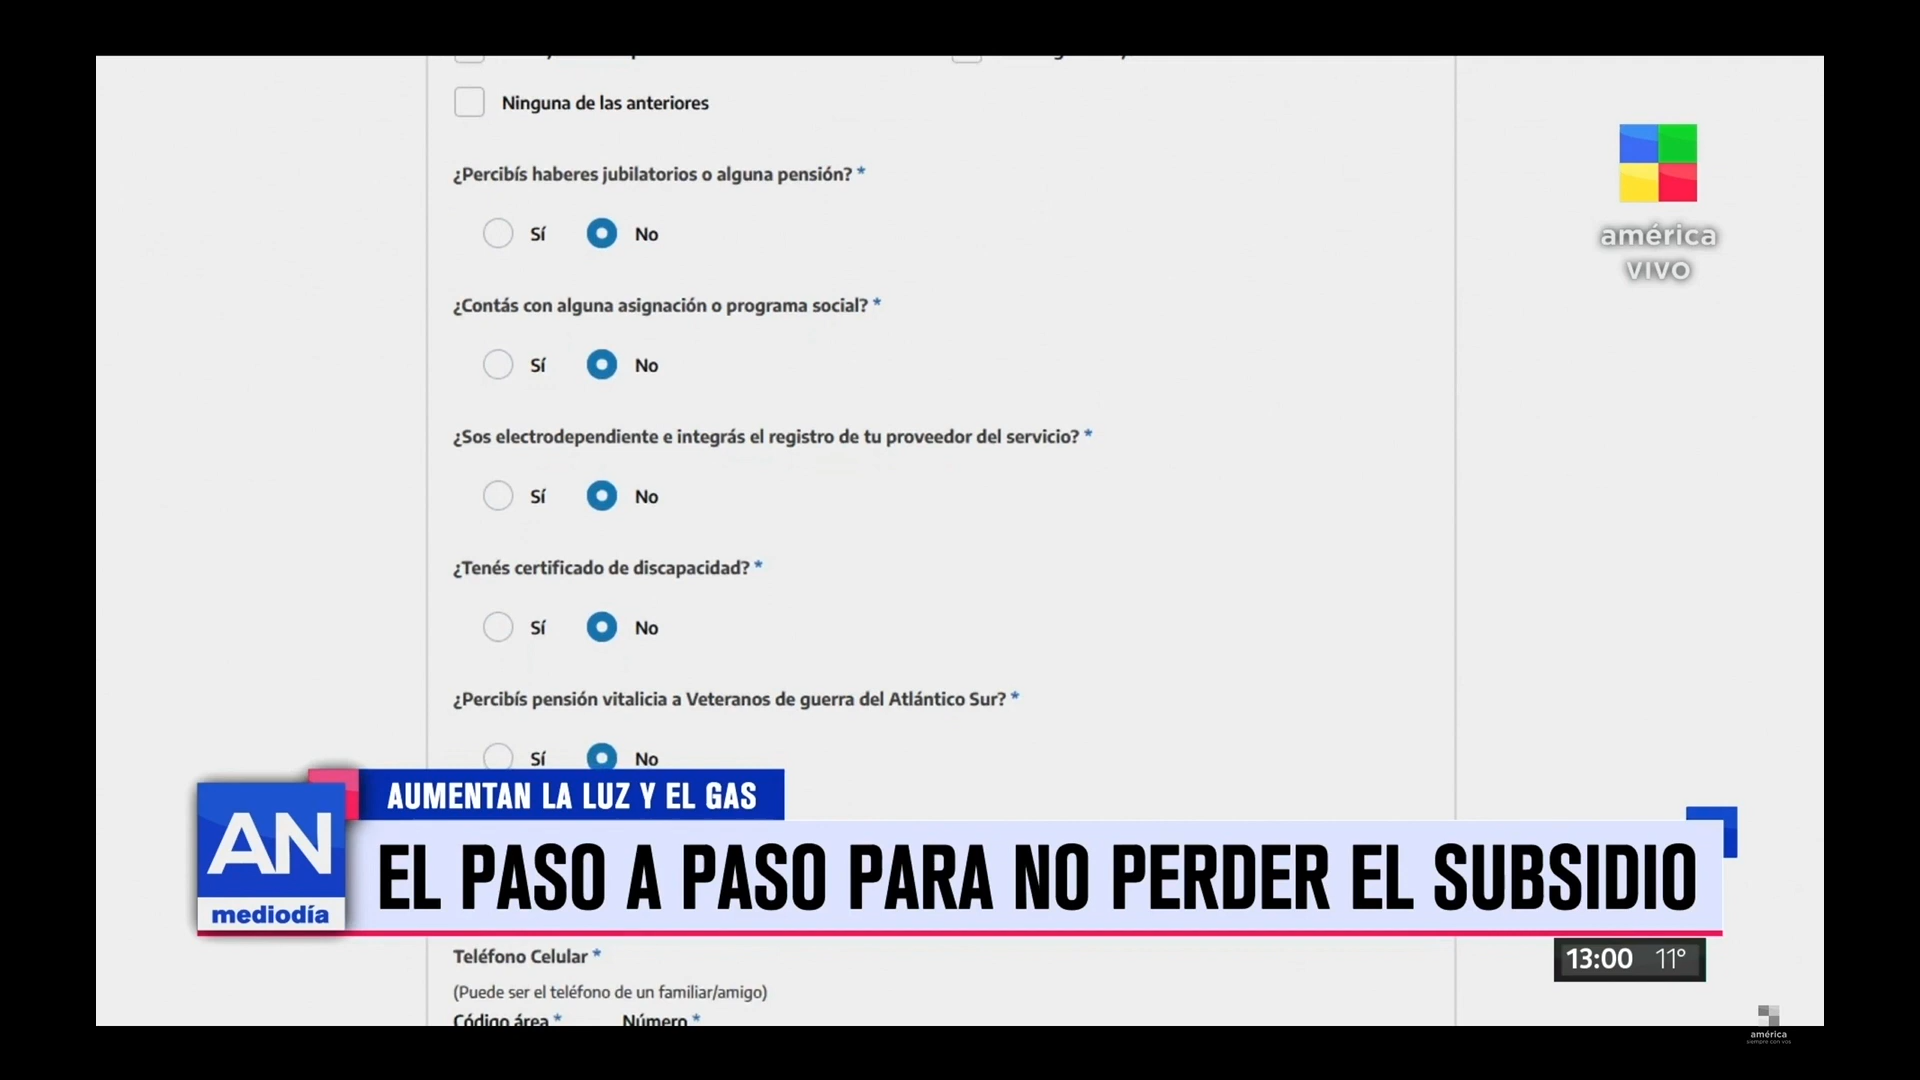 Ninguna de las anteriores
¿Percibís haberes jubilatorios o alguna pensión? *
Sí No
¿Contás con alguna asignación o programa social? *
Sí No
¿Sos electrodependiente e integrás el registro de tu proveedor del servicio? *
Sí No
¿Tenés certificado de discapacidad? *
Sí No
¿Percibís pensión vitalicia a Veteranos de guerra del Atlántico Sur? *
Sí No
américa
VIVO
AUMENTAN LA LUZ Y EL GAS
AN
mediodía
EL PASO A PASO PARA NO PERDER EL SUBSIDIO
Teléfono Celular *
(Puede ser el teléfono de un familiar/amigo)
Código área * Número *
13:00 11°
américa
siempre con vos